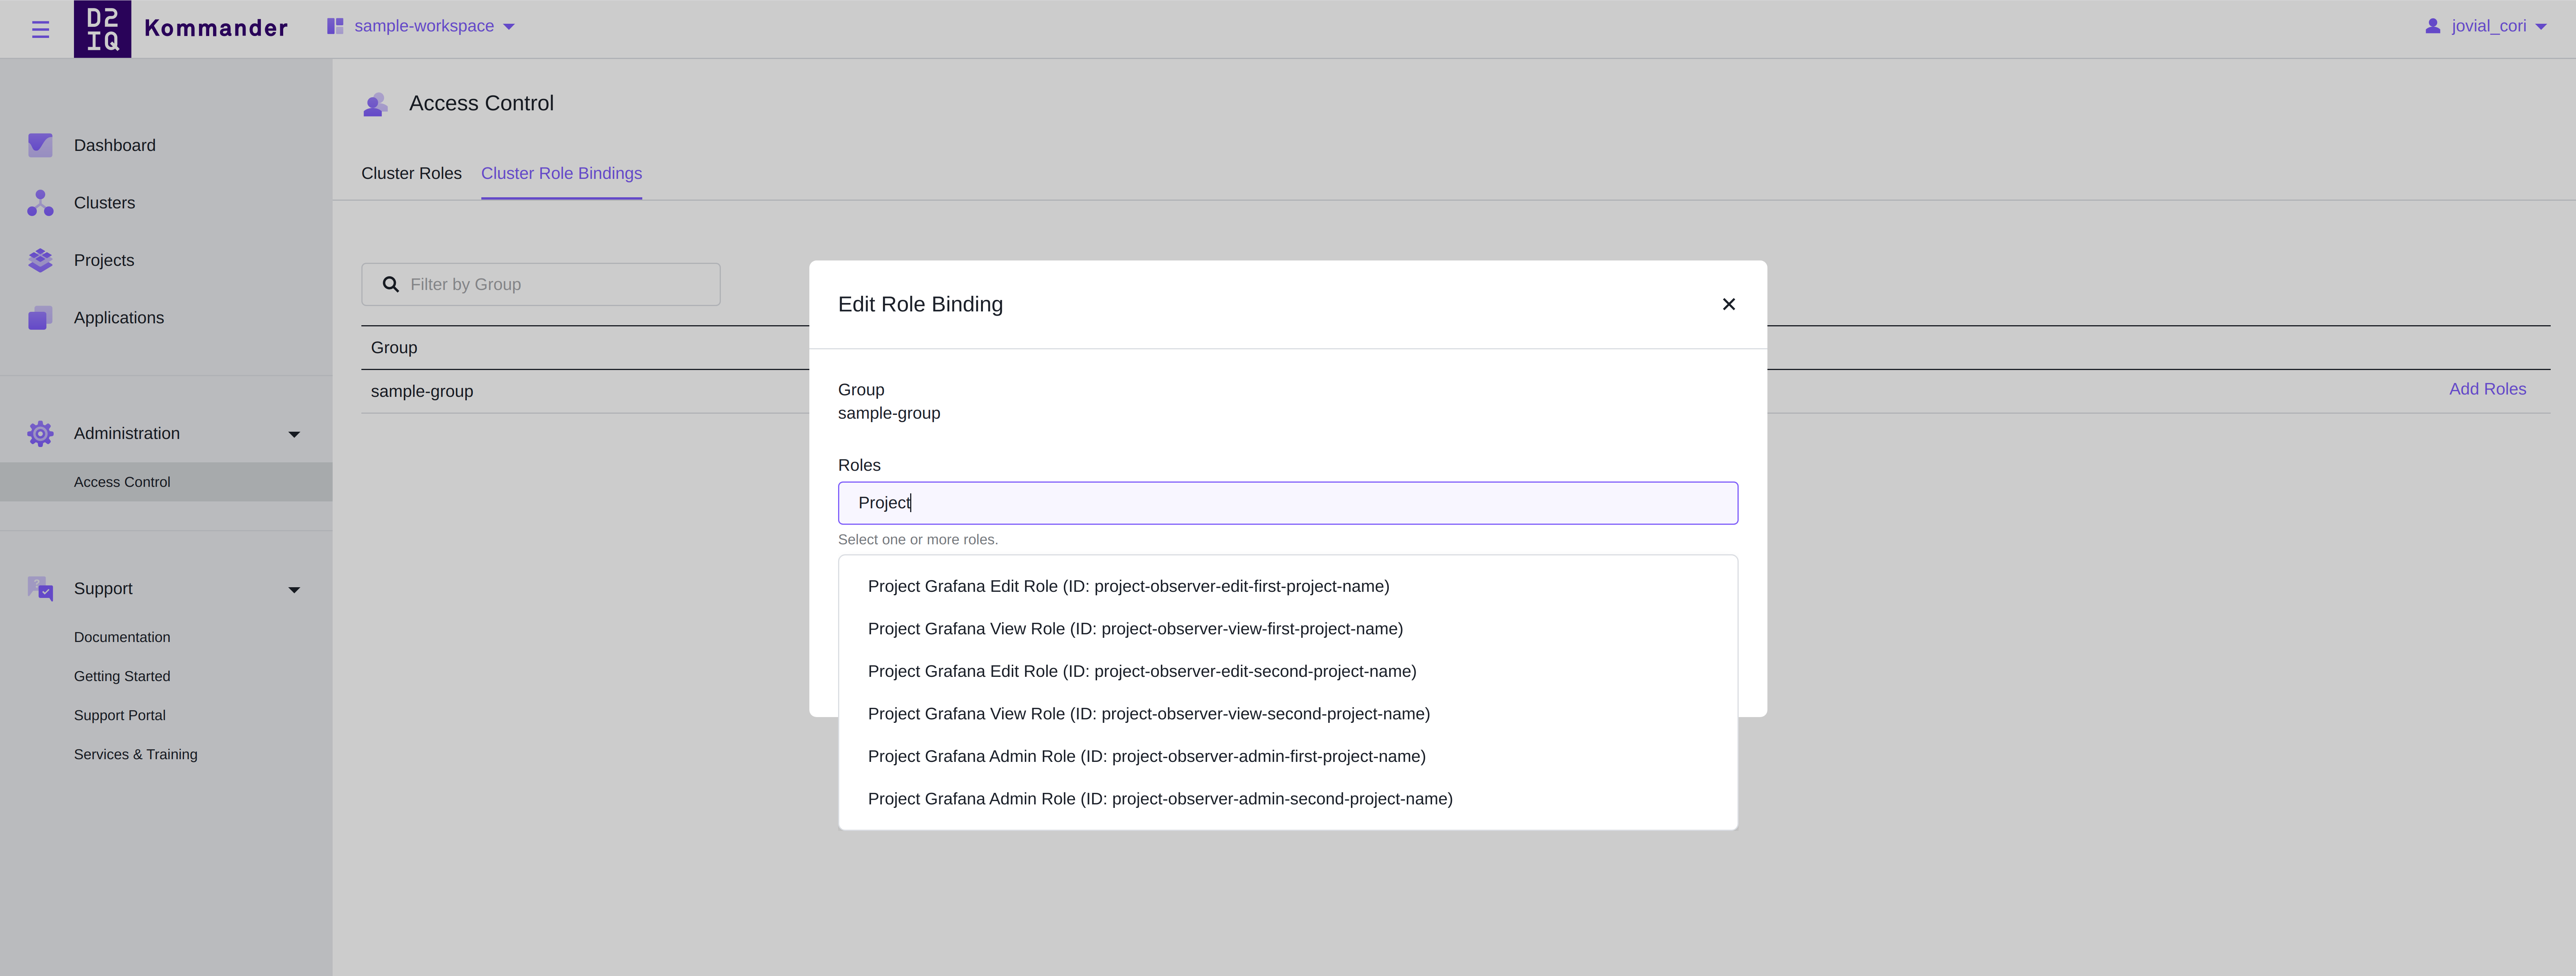 D2
IQ
Kommander
sample-workspace
jovial_cori
Dashboard
Clusters
Projects
Applications
Administration
Access Control
Support
Documentation
Getting Started
Support Portal
Services & Training
Access Control
Cluster Roles
Cluster Role Bindings
Filter by Group
Group
sample-group
Add Roles
Edit Role Binding
Group
sample-group
Roles
Project
Select one or more roles.
Project Grafana Edit Role (ID: project-observer-edit-first-project-name)
Project Grafana View Role (ID: project-observer-view-first-project-name)
Project Grafana Edit Role (ID: project-observer-edit-second-project-name)
Project Grafana View Role (ID: project-observer-view-second-project-name)
Project Grafana Admin Role (ID: project-observer-admin-first-project-name)
Project Grafana Admin Role (ID: project-observer-admin-second-project-name)